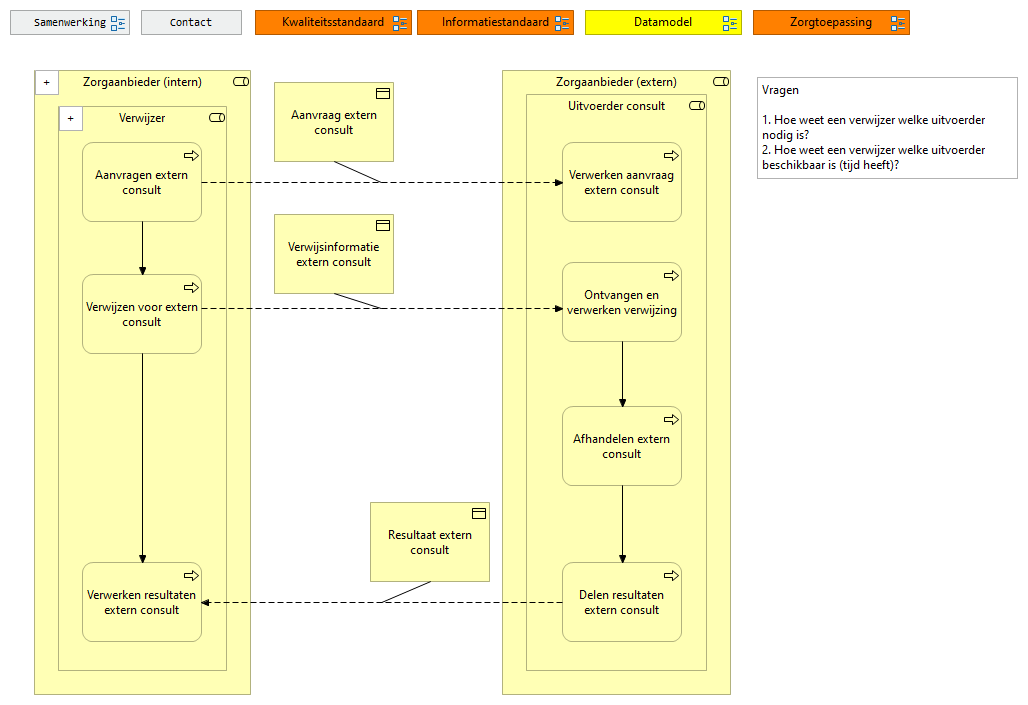 Samenwerking
Contact
Kwaliteitsstandaard
Informatiestandaard
Datamodel
Zorgtoepassing
+
Zorgaanbieder (intern)
+
Verwijzer
Aanvragen extern
consult
Verwijzen voor extern
consult
Verwerken resultaten
extern consult
Aanvraag extern
consult
Verwijsinformatie
extern consult
Resultaat extern
consult
Zorgaanbieder (extern)
Uitvoerder consult
Verwerken aanvraag
extern consult
Ontvangen en
verwerken verwijzing
Afhandelen extern
consult
Delen resultaten
extern consult
Vragen
1. Hoe weet een verwijzer welke uitvoerder
nodig is?
2. Hoe weet een verwijzer welke uitvoerder
beschikbaar is (tijd heeft)?